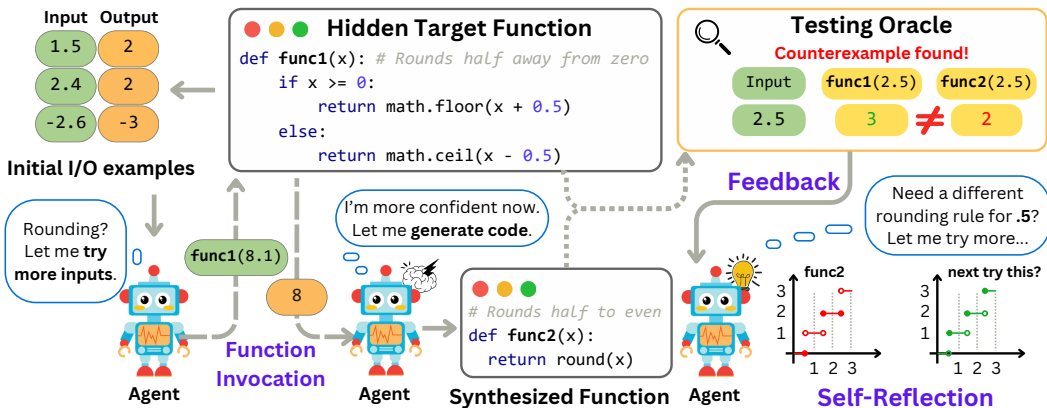 Input Output
1.5 2
2.4 2
-2.6 -3
Initial I/O examples
Hidden Target Function
def func1(x): # Rounds half away from zero
if x >= 0:
return math.floor(x + 0.5)
else:
return math.ceil(x - 0.5)
Testing Oracle
Counterexample found!
Input func1(2.5) func2(2.5)
2.5 3 ≠ 2
Rounding?
Let me try
more inputs.
Agent
func1(8.1)
8
Function
Invocation
I'm more confident now.
Let me generate code.
Agent
# Rounds half to even
def func2(x):
return round(x)
Synthesized Function
Feedback
Agent
Need a different
rounding rule for .5?
Let me try more...
func2
3
2
1
1 2 3
next try this?
3
2
1
1 2 3
Self-Reflection